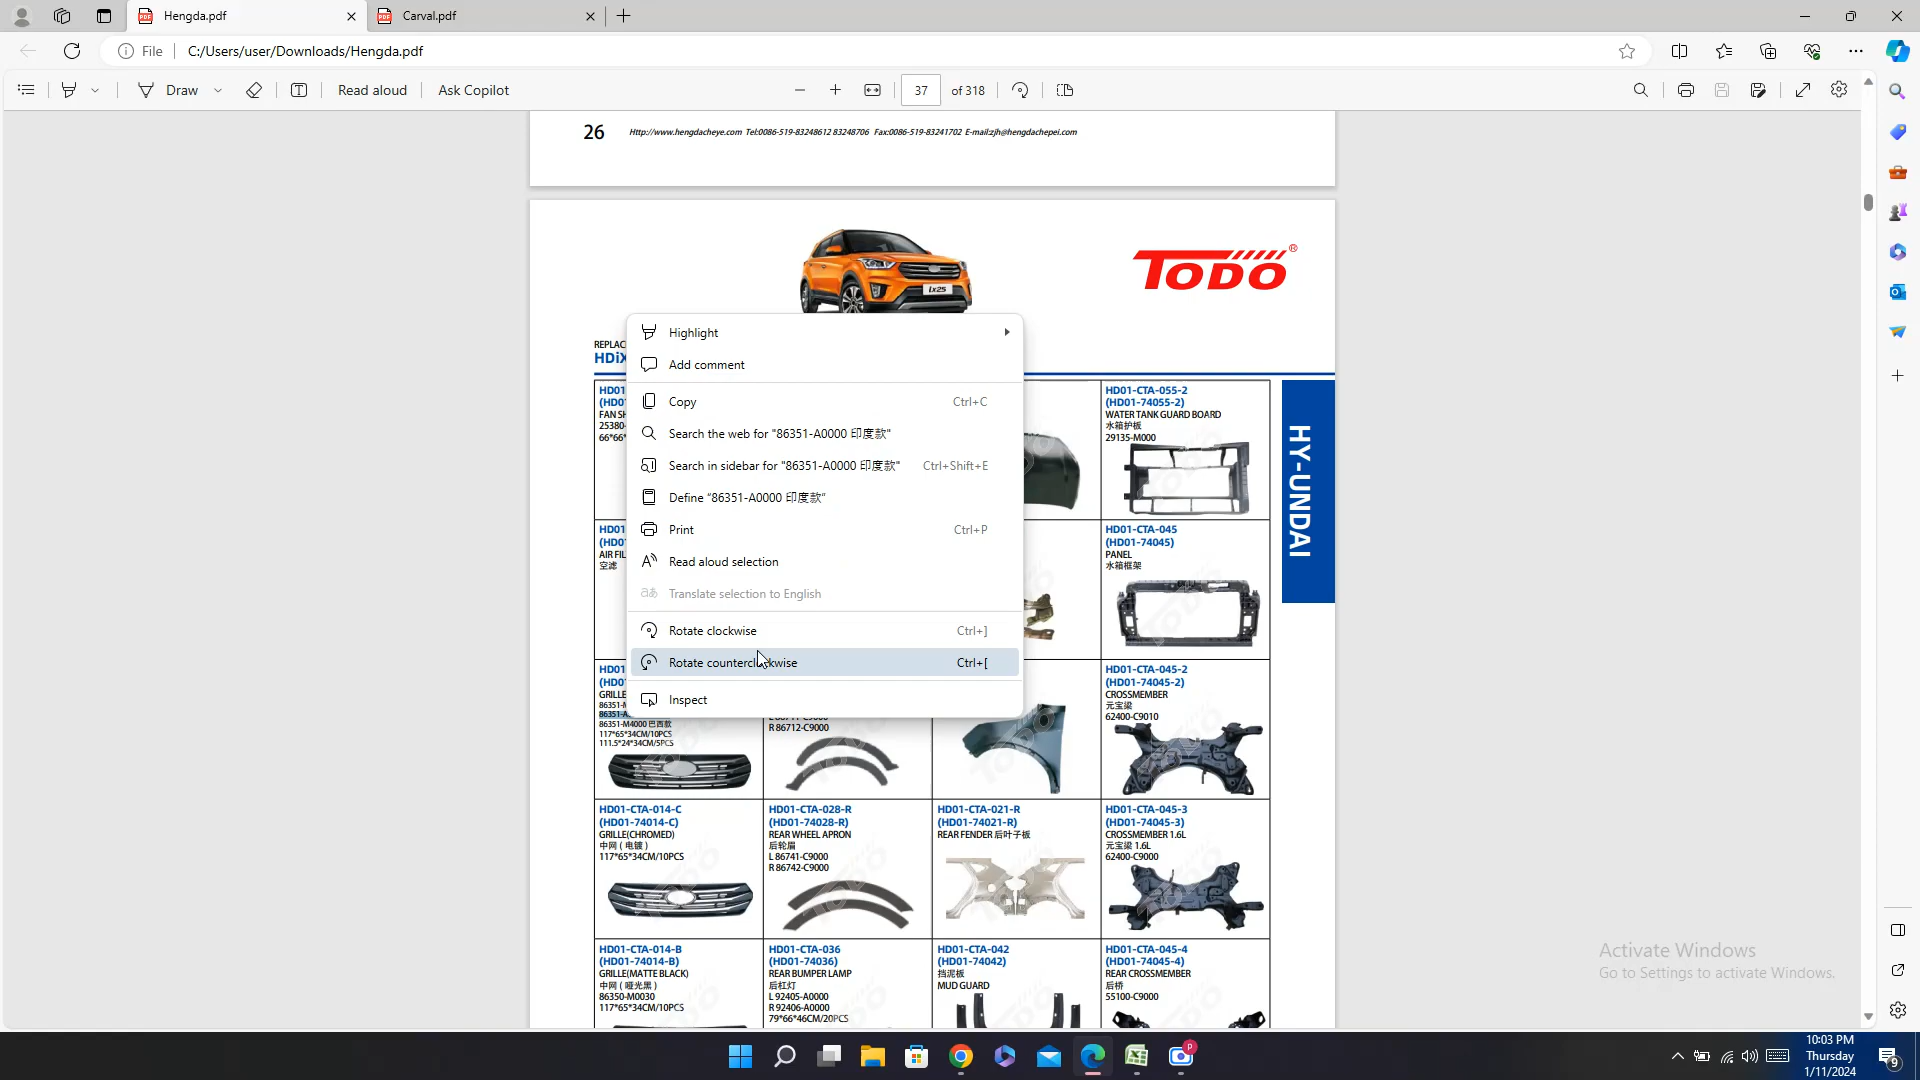 Hengda.pdf
Carval.pdf
File
C:/Users/user/Downloads/Hengda.pdf
Draw
Read aloud
Ask Copilot
37
of 318
26
Http://www.hengdacheye.com Tel:0086-519-83248612 83248706 Fax:0086-519-83241702 E-mail:zjh@hengdachepei.com
ix25
TODO®
Highlight
Add comment
Copy Ctrl+C
Search the web for "86351-A0000 印度款"
Search in sidebar for "86351-A0000 印度款" Ctrl+Shift+E
Define "86351-A0000 印度款"
Print Ctrl+P
Read aloud selection
Translate selection to English
Rotate clockwise Ctrl+]
Rotate counterclockwise Ctrl+[
Inspect
HY-UNDAI
HD01-CTA-055-2
(HD01-74055-2)
WATER TANK GUARD BOARD
水箱护板
29135-M000
空滤
HD01-CTA-045
(HD01-74045)
PANEL
水箱框架
86351-M4000 巴西款
117*65*34CM/10PCS
111.5*24*34CM/5PCS
R 86712-C9000
HD01-CTA-045-2
(HD01-74045-2)
CROSSMEMBER
元宝梁
62400-C9010
HD01-CTA-014-C
(HD01-74014-C)
GRILLE(CHROMED)
中网 ( 电镀 )
117*65*34CM/10PCS
HD01-CTA-028-R
(HD01-74028-R)
REAR WHEEL APRON
后轮眉
L 86741-C9000
R 86742-C9000
HD01-CTA-021-R
(HD01-74021-R)
REAR FENDER 后叶子板
HD01-CTA-045-3
(HD01-74045-3)
CROSSMEMBER 1.6L
元宝梁 1.6L
62400-C9000
HD01-CTA-014-B
(HD01-74014-B)
GRILLE(MATTE BLACK)
中网 ( 哑光黑 )
86350-M0030
117*65*34CM/10PCS
HD01-CTA-036
(HD01-74036)
REAR BUMPER LAMP
后杠灯
L 92405-A0000
R 92406-A0000
79*66*46CM/20PCS
HD01-CTA-042
(HD01-74042)
挡泥板
MUD GUARD
HD01-CTA-045-4
(HD01-74045-4)
REAR CROSSMEMBER
后桥
55100-C9000
Activate Windows
Go to Settings to activate Windows.
10:03 PM
Thursday
1/11/2024
9